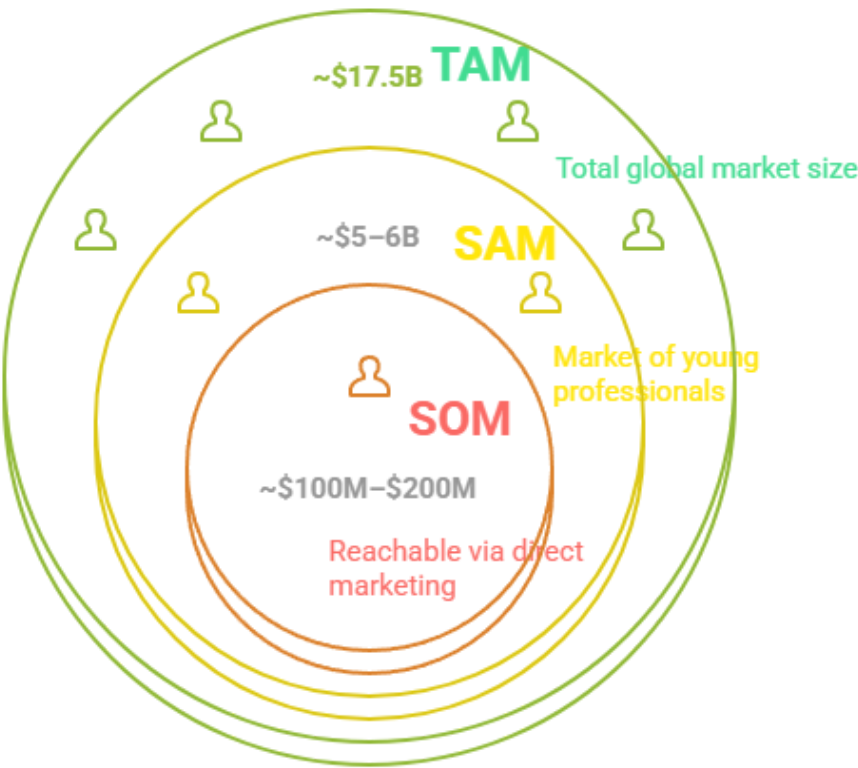 ~$17.5B TAM
Total global market size
~$5–6B SAM
Market of young
professionals
SOM
~$100M–$200M
Reachable via direct
marketing